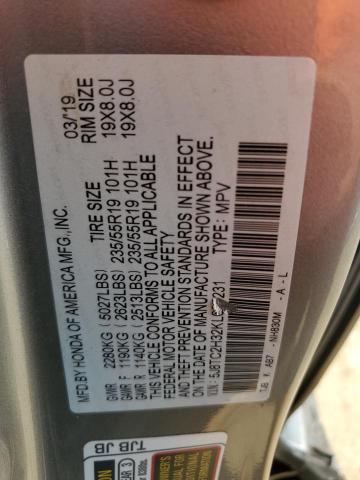 MFD.BY HONDA OF AMERICA MFG.,INC. 03/'19
TIRE SIZE RIM SIZE
GVWR 2280KG (5027LBS)
GAWR F 1190KG (2623LBS) 235/55R19 101H 19X8.0J
GAWR R 1140KG (2513LBS) 235/55R19 101H 19X8.0J
THIS VEHICLE CONFORMS TO ALL APPLICABLE
FEDERAL MOTOR VEHICLE SAFETY
AND THEFT PREVENTION STANDARDS IN EFFECT
ON THE DATE OF MANUFACTURE SHOWN ABOVE.
V.I.N: TYPE: MPV
TJB K AB7 - NH830M - A - L
TJB JB